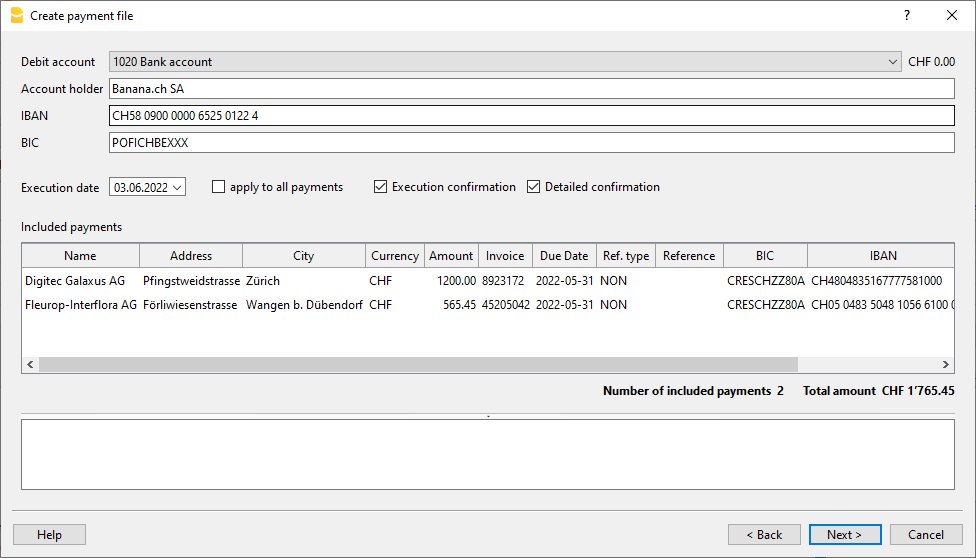 Create payment file ?
Debit account 1020 Bank account CHF 0.00
Account holder Banana.ch SA
IBAN CH58 0900 0000 6525 0122 4
BIC POFICHBEXXX
Execution date 03.06.2022 apply to all payments Execution confirmation Detailed confirmation
Included payments
Name Address City Currency Amount Invoice Due Date Ref. type Reference BIC IBAN
Digitec Galaxus AG Pfingstweidstrasse Zürich CHF 1200.00 8923172 2022-05-31 NON CRESCHZZ80A CH4804835167777581000
Fleurop-Interflora AG Förliwiesenstrasse Wangen b. Dübendorf CHF 565.45 45205042 2022-05-31 NON CRESCHZZ80A CH05 0483 5048 1056 6100 0
Number of included payments 2 Total amount CHF 1'765.45
Help < Back Next > Cancel